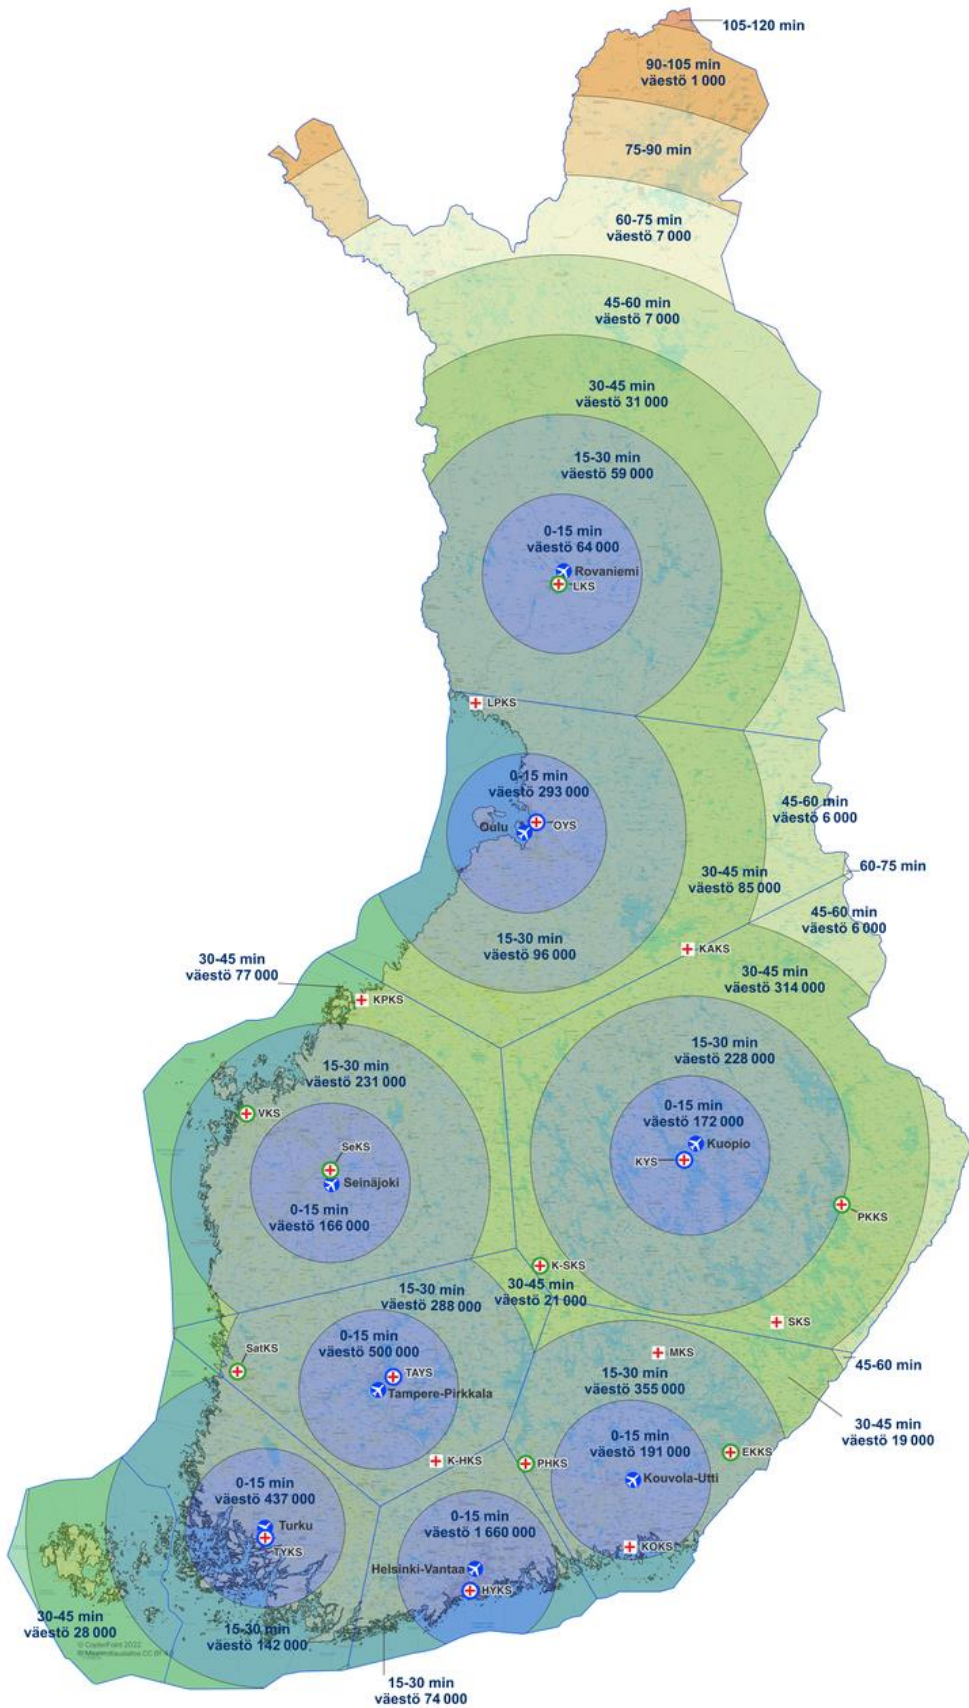 105-120 min
90-105 min
väestö 1 000
75-90 min
60-75 min
väestö 7 000
45-60 min
väestö 7 000
30-45 min
väestö 31 000
15-30 min
väestö 59 000
0-15 min
väestö 64 000
Rovaniemi
LKS
LPKS
0-15 min
väestö 293 000
Oulu
OYS
45-60 min
väestö 6 000
60-75 min
30-45 min
väestö 85 000
45-60 min
väestö 6 000
15-30 min
väestö 96 000
KAKS
30-45 min
väestö 77 000
30-45 min
väestö 314 000
KPKS
15-30 min
väestö 228 000
15-30 min
väestö 231 000
0-15 min
väestö 172 000
VKS
Kuopio
SeKS
KYS
Seinäjoki
0-15 min
väestö 166 000
PKKS
K-SKS
30-45 min
väestö 21 000
15-30 min
väestö 288 000
SKS
0-15 min
väestö 500 000
SatKS
MKS
45-60 min
TAYS
15-30 min
väestö 355 000
Tampere-Pirkkala
30-45 min
väestö 19 000
0-15 min
väestö 191 000
EKKS
K-HKS
PHKS
Kouvola-Utti
0-15 min
väestö 437 000
0-15 min
väestö 1 660 000
Turku
TYKS
KOKS
Helsinki-Vantaa
HYKS
30-45 min
väestö 28 000
15-30 min
väestö 142 000
© CopterPoint 2022
© Maanmittauslaitos CC BY 4.0
15-30 min
väestö 74 000